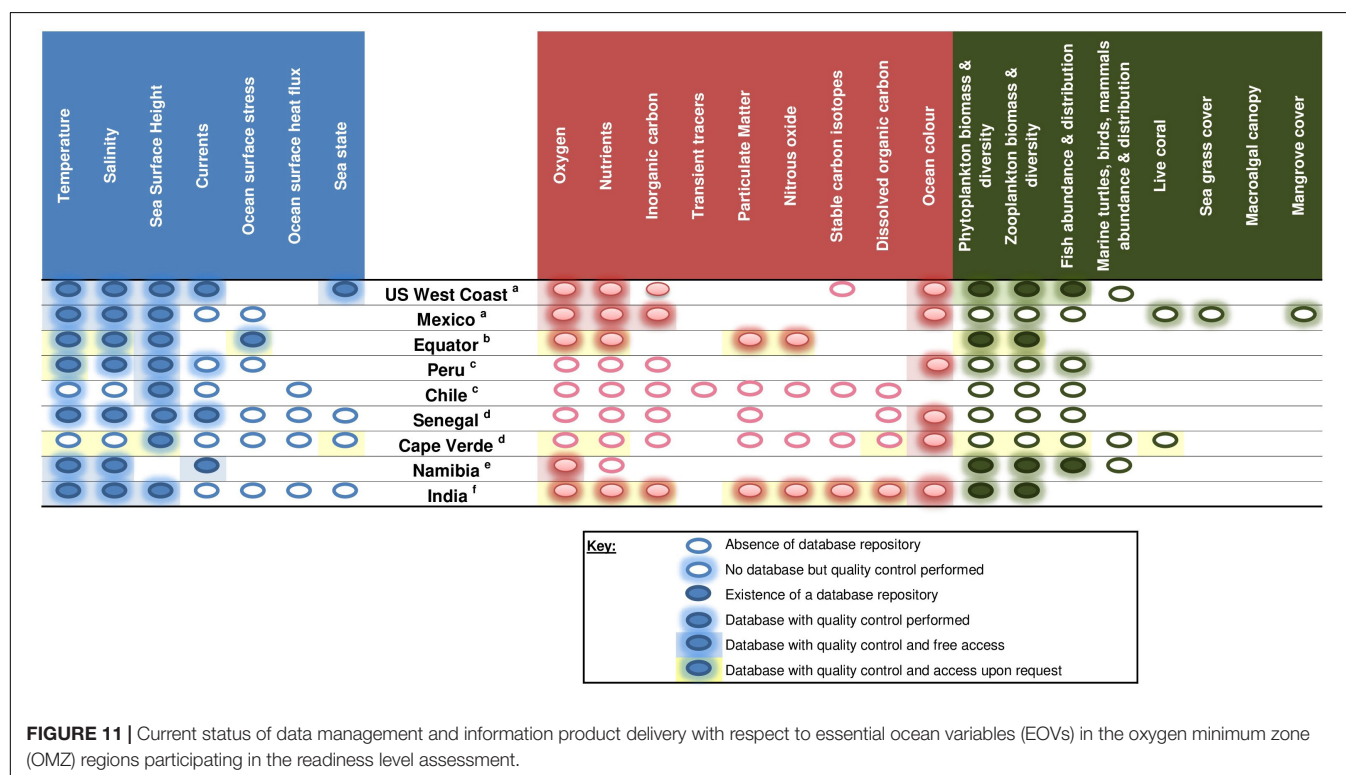 Temperature
Salinity
Sea Surface Height
Currents
Ocean surface stress
Ocean surface heat flux
Sea state
Oxygen
Nutrients
Inorganic carbon
Transient tracers
Particulate Matter
Nitrous oxide
Stable carbon isotopes
Dissolved organic carbon
Ocean colour
Phytoplankton biomass &
diversity
Zooplankton biomass &
diversity
Fish abundance & distribution
Marine turtles, birds, mammals
abundance & distribution
Live coral
Sea grass cover
Macroalgal canopy
Mangrove cover
US West Coast a
Mexico a
Equator b
Peru c
Chile c
Senegal d
Cape Verde d
Namibia e
India f
Key:
Absence of database repository
No database but quality control performed
Existence of a database repository
Database with quality control performed
Database with quality control and free access
Database with quality control and access upon request
FIGURE 11 | Current status of data management and information product delivery with respect to essential ocean variables (EOVs) in the oxygen minimum zone
(OMZ) regions participating in the readiness level assessment.